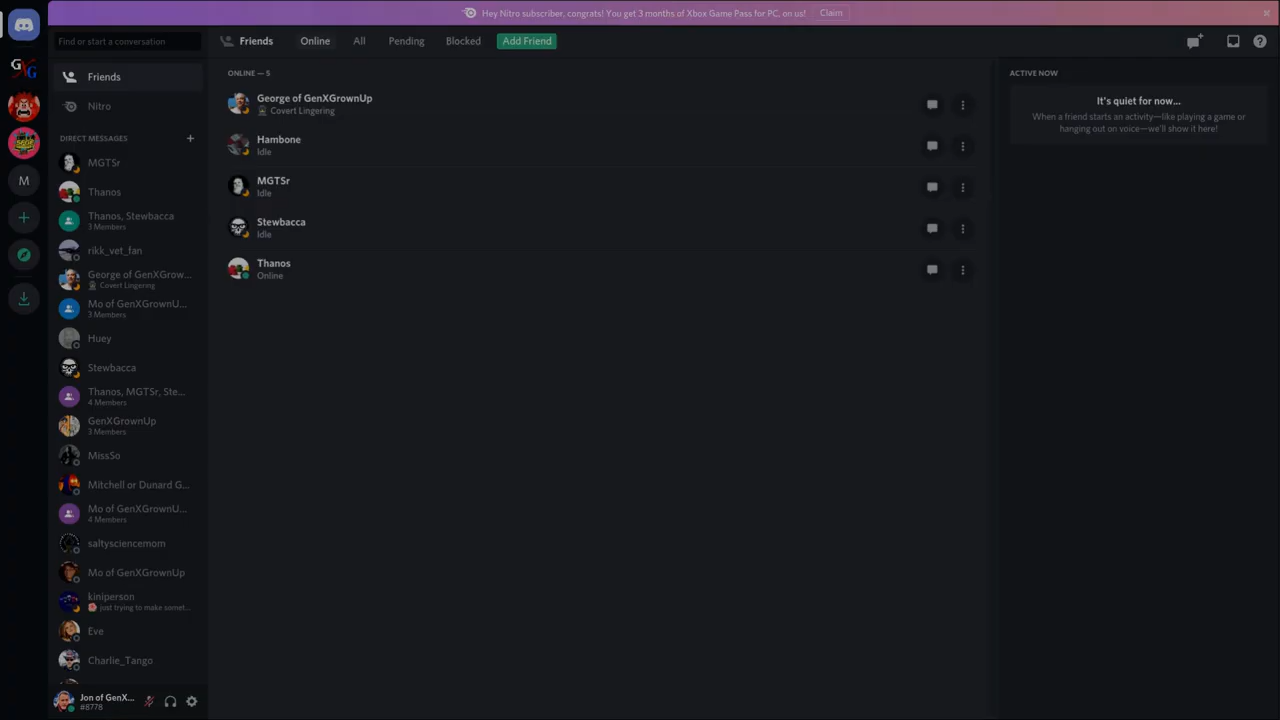 Hey Nitro subscriber, congrats! You get 3 months of Xbox Game Pass for PC, on us! Claim
Find or start a conversation
Friends
Online
All
Pending
Blocked
Add Friend
GXG
M
Friends
Nitro
DIRECT MESSAGES
MGTSr
Thanos
Thanos, Stewbacca
3 Members
rikk_vet_fan
George of GenXGrow...
Covert Lingering
Mo of GenXGrownU...
3 Members
Huey
Stewbacca
Thanos, MGTSr, Ste...
4 Members
GenXGrownUp
3 Members
MissSo
Mitchell or Dunard G...
Mo of GenXGrownU...
4 Members
saltysciencemom
Mo of GenXGrownUp
kiniperson
just trying to make somet...
Eve
Charlie_Tango
Jon of GenX...
#8778
ONLINE — 5
George of GenXGrownUp
Covert Lingering
Hambone
Idle
MGTSr
Idle
Stewbacca
Idle
Thanos
Online
ACTIVE NOW
It's quiet for now...
When a friend starts an activity—like playing a game or
hanging out on voice—we'll show it here!